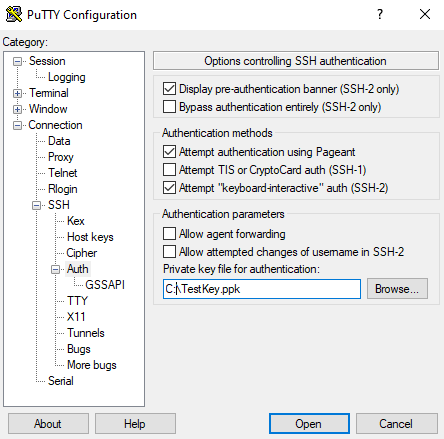 PuTTY Configuration
?
Category:
Session
Logging
Terminal
Window
Connection
Data
Proxy
Telnet
Rlogin
SSH
Kex
Host keys
Cipher
Auth
GSSAPI
TTY
X11
Tunnels
Bugs
More bugs
Serial
Options controlling SSH authentication
Display pre-authentication banner (SSH-2 only)
Bypass authentication entirely (SSH-2 only)
Authentication methods
Attempt authentication using Pageant
Attempt TIS or CryptoCard auth (SSH-1)
Attempt "keyboard-interactive" auth (SSH-2)
Authentication parameters
Allow agent forwarding
Allow attempted changes of username in SSH-2
Private key file for authentication:
C:\TestKey.ppk
Browse...
About
Help
Open
Cancel